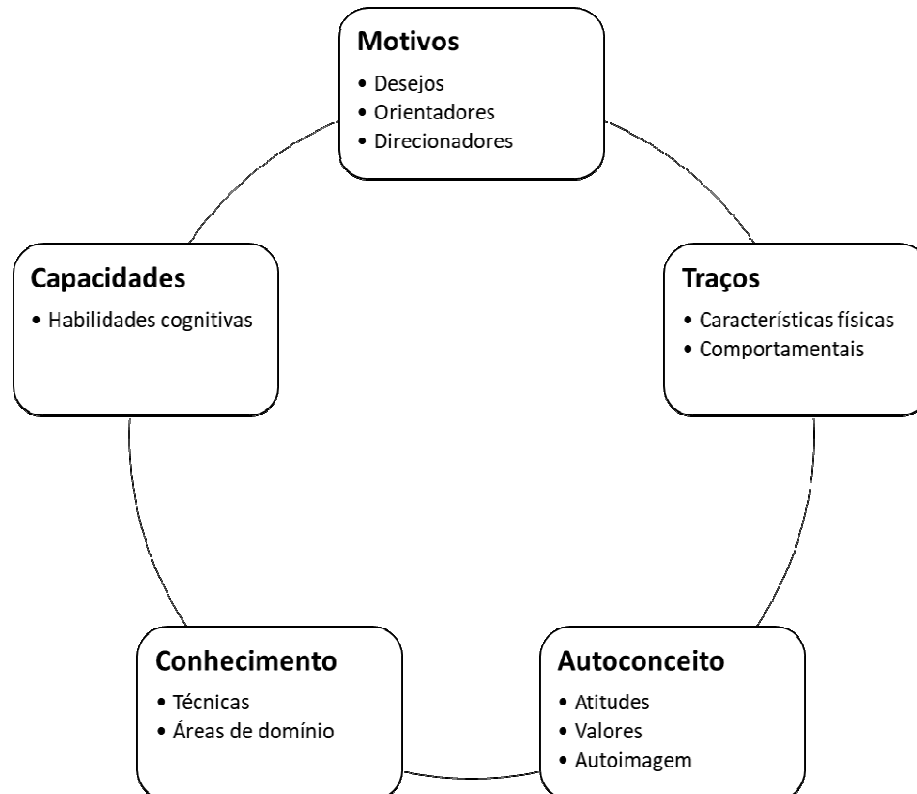 Motivos
• Desejos
• Orientadores
• Direcionadores
Capacidades
• Habilidades cognitivas
Traços
• Características físicas
• Comportamentais
Conhecimento
• Técnicas
• Áreas de domínio
Autoconceito
• Atitudes
• Valores
• Autoimagem